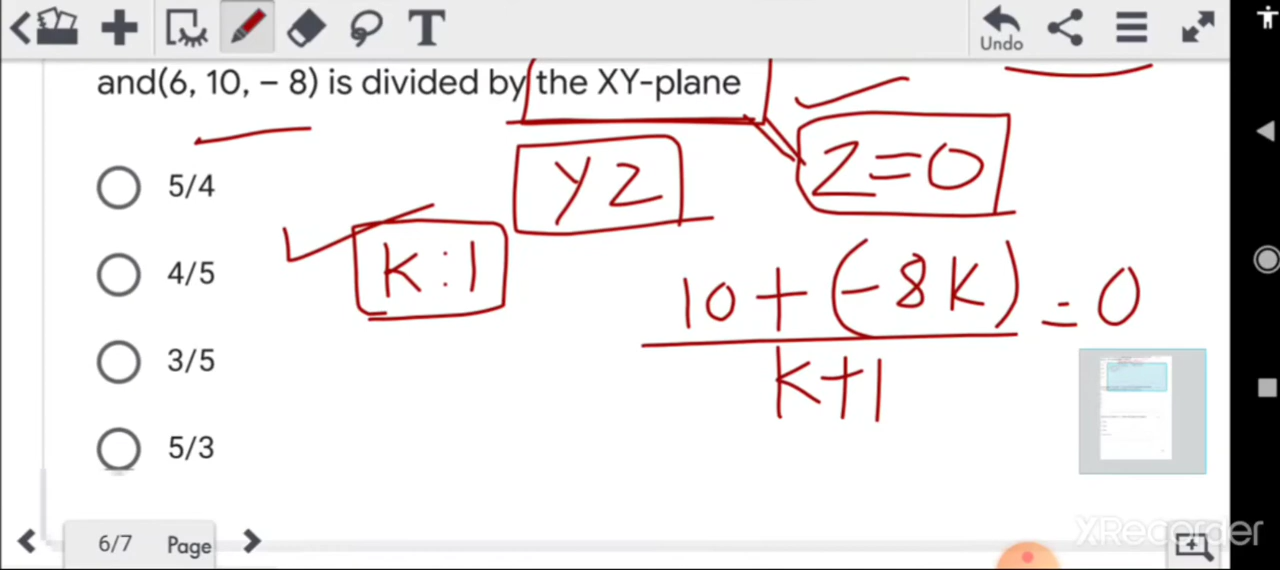 Undo
and(6, 10, – 8) is divided by the XY-plane
YZ
Z=0
5/4
K:1
4/5
10+(-8K)
=0
K+1
3/5
5/3
6/7 Page
XRecorder